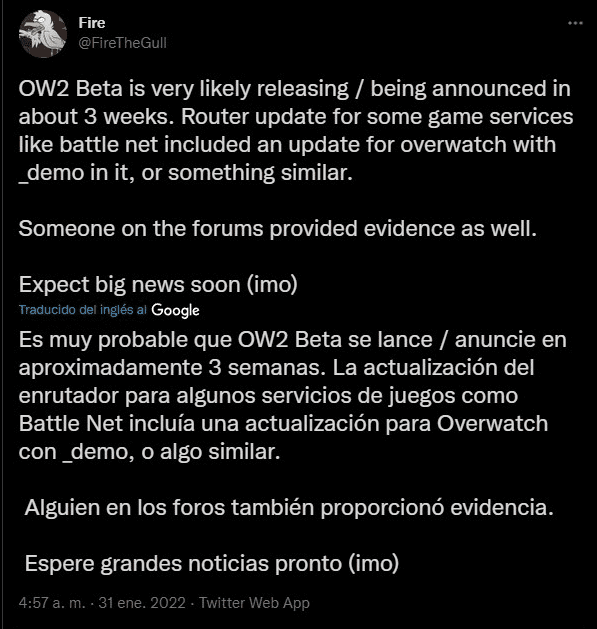 Fire
@FireTheGull
OW2 Beta is very likely releasing / being announced in
about 3 weeks. Router update for some game services
like battle net included an update for overwatch with
_demo in it, or something similar.
Someone on the forums provided evidence as well.
Expect big news soon (imo)
Traducido del inglés al Google
Es muy probable que OW2 Beta se lance / anuncie en
aproximadamente 3 semanas. La actualización del
enrutador para algunos servicios de juegos como
Battle Net incluía una actualización para Overwatch
con _demo, o algo similar.
Alguien en los foros también proporcionó evidencia.
Espere grandes noticias pronto (imo)
4:57 a. m. · 31 ene. 2022 · Twitter Web App